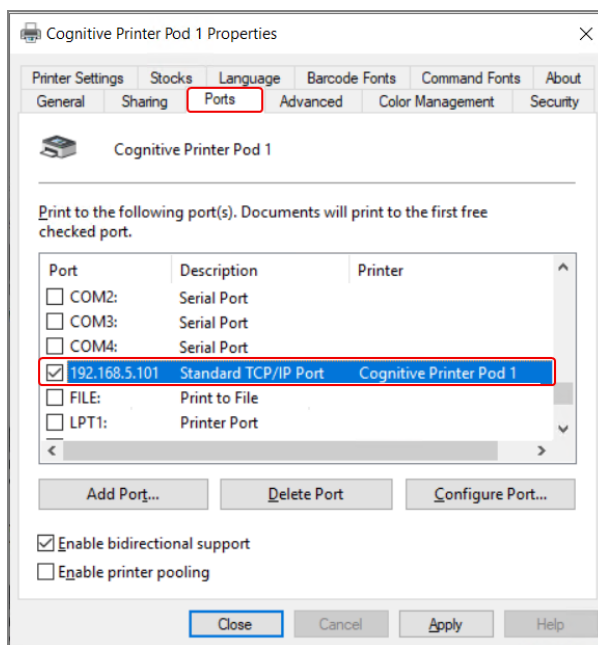 Cognitive Printer Pod 1 Properties
Printer Settings Stocks Language Barcode Fonts Command Fonts About
General Sharing Ports Advanced Color Management Security
Cognitive Printer Pod 1
Print to the following port(s). Documents will print to the first free
checked port.
Port Description Printer
COM2: Serial Port
COM3: Serial Port
COM4: Serial Port
192.168.5.101 Standard TCP/IP Port Cognitive Printer Pod 1
FILE: Print to File
LPT1: Printer Port
Add Port... Delete Port Configure Port...
Enable bidirectional support
Enable printer pooling
Close Cancel Apply Help